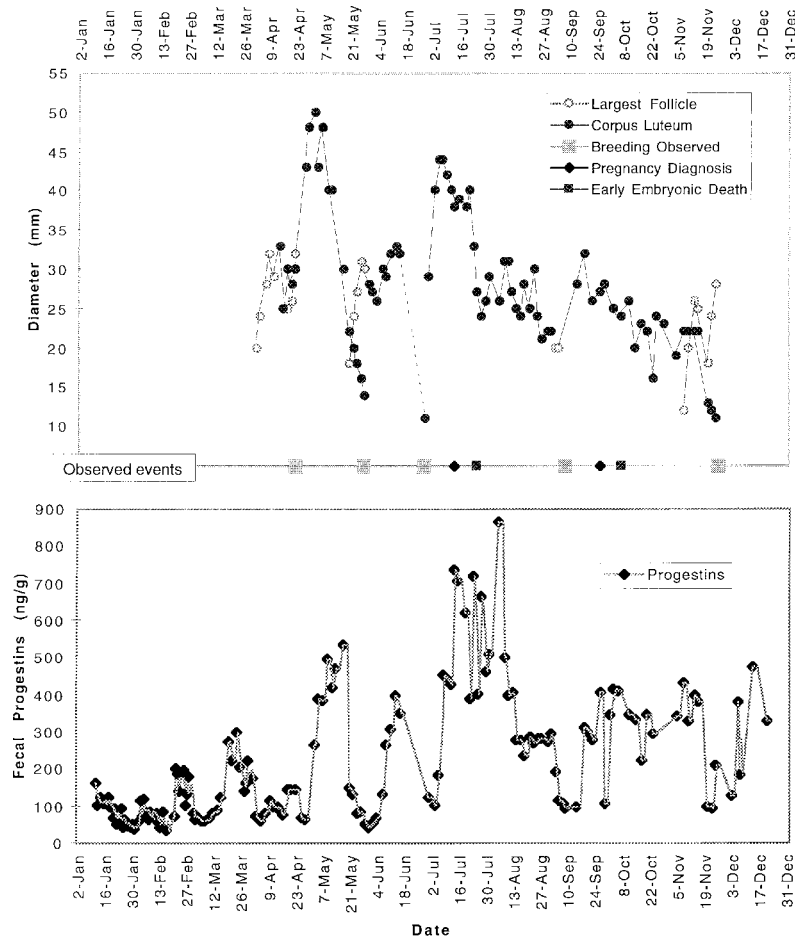 2-Jan 16-Jan 30-Jan 13-Feb 27-Feb 12-Mar 26-Mar 9-Apr 23-Apr 7-May 21-May 4-Jun 18-Jun 2-Jul 16-Jul 30-Jul 13-Aug 27-Aug 10-Sep 24-Sep 8-Oct 22-Oct 5-Nov 19-Nov 3-Dec 17-Dec 31-Dec
Diameter (mm)
55
50
45
40
35
30
25
20
15
10
Largest Follicle
Corpus Luteum
Breeding Observed
Pregnancy Diagnosis
Early Embryonic Death
Observed events
Fecal Progestins (ng/g)
900
800
700
600
500
400
300
200
100
0
Progestins
2-Jan 16-Jan 30-Jan 13-Feb 27-Feb 12-Mar 26-Mar 9-Apr 23-Apr 7-May 21-May 4-Jun 18-Jun 2-Jul 16-Jul 30-Jul 13-Aug 27-Aug 10-Sep 24-Sep 8-Oct 22-Oct 5-Nov 19-Nov 3-Dec 17-Dec 31-Dec
Date